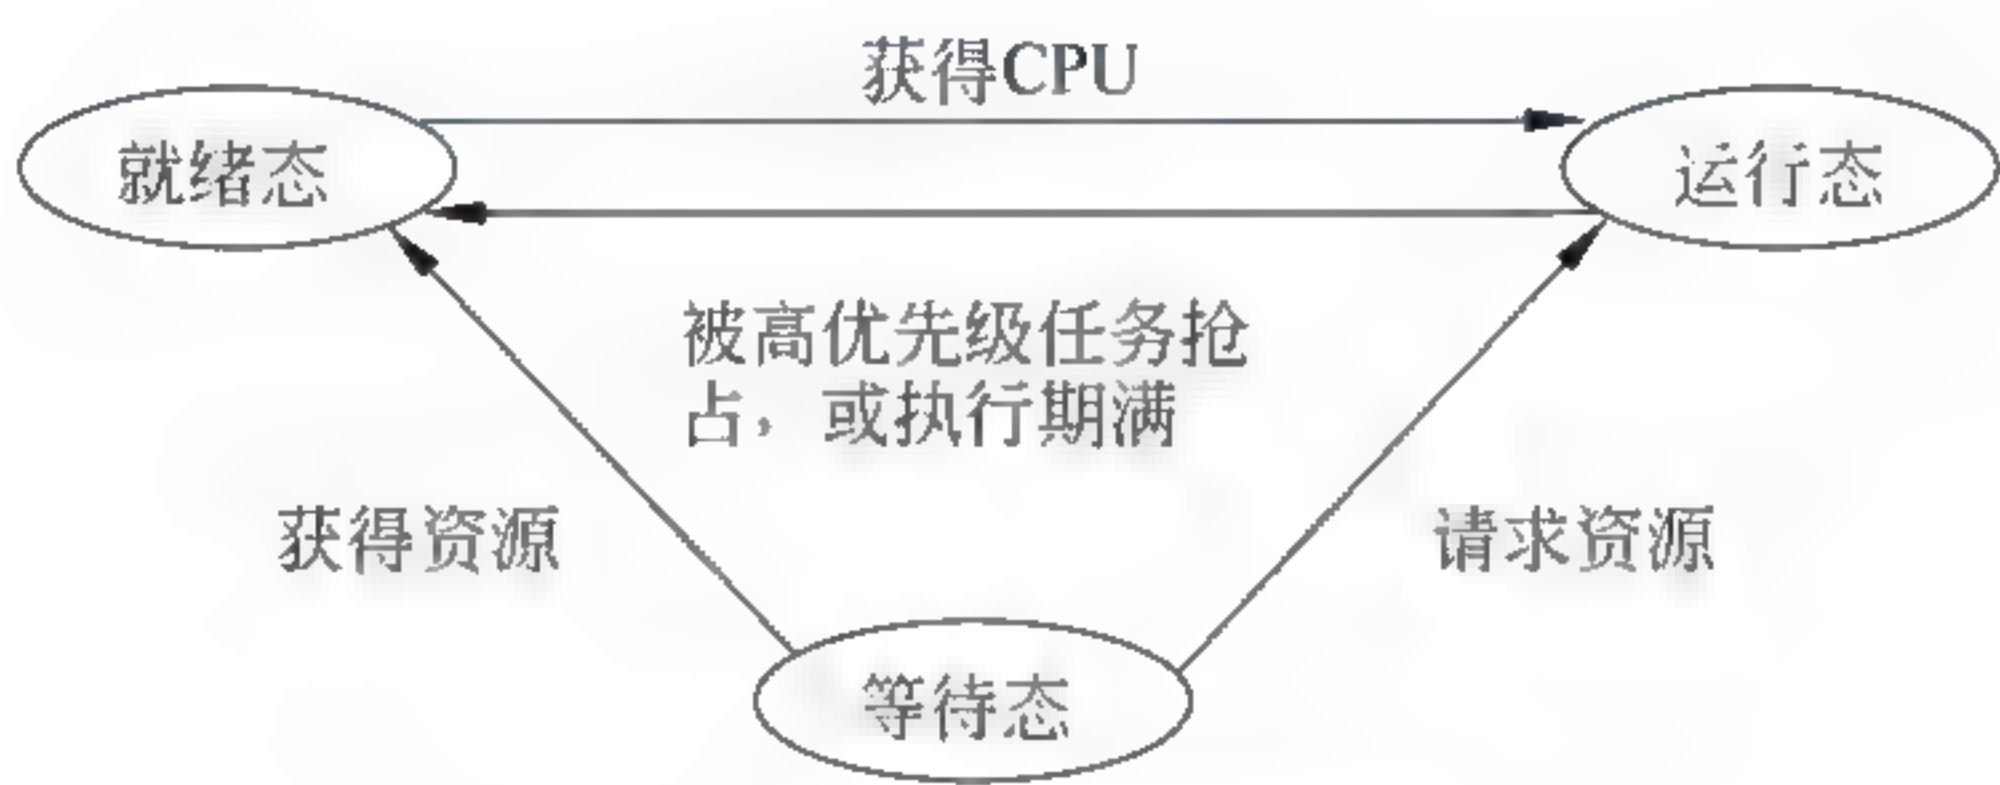 获得CPU
就绪态
运行态
被高优先级任务抢
占，或执行期满
获得资源
请求资源
等待态